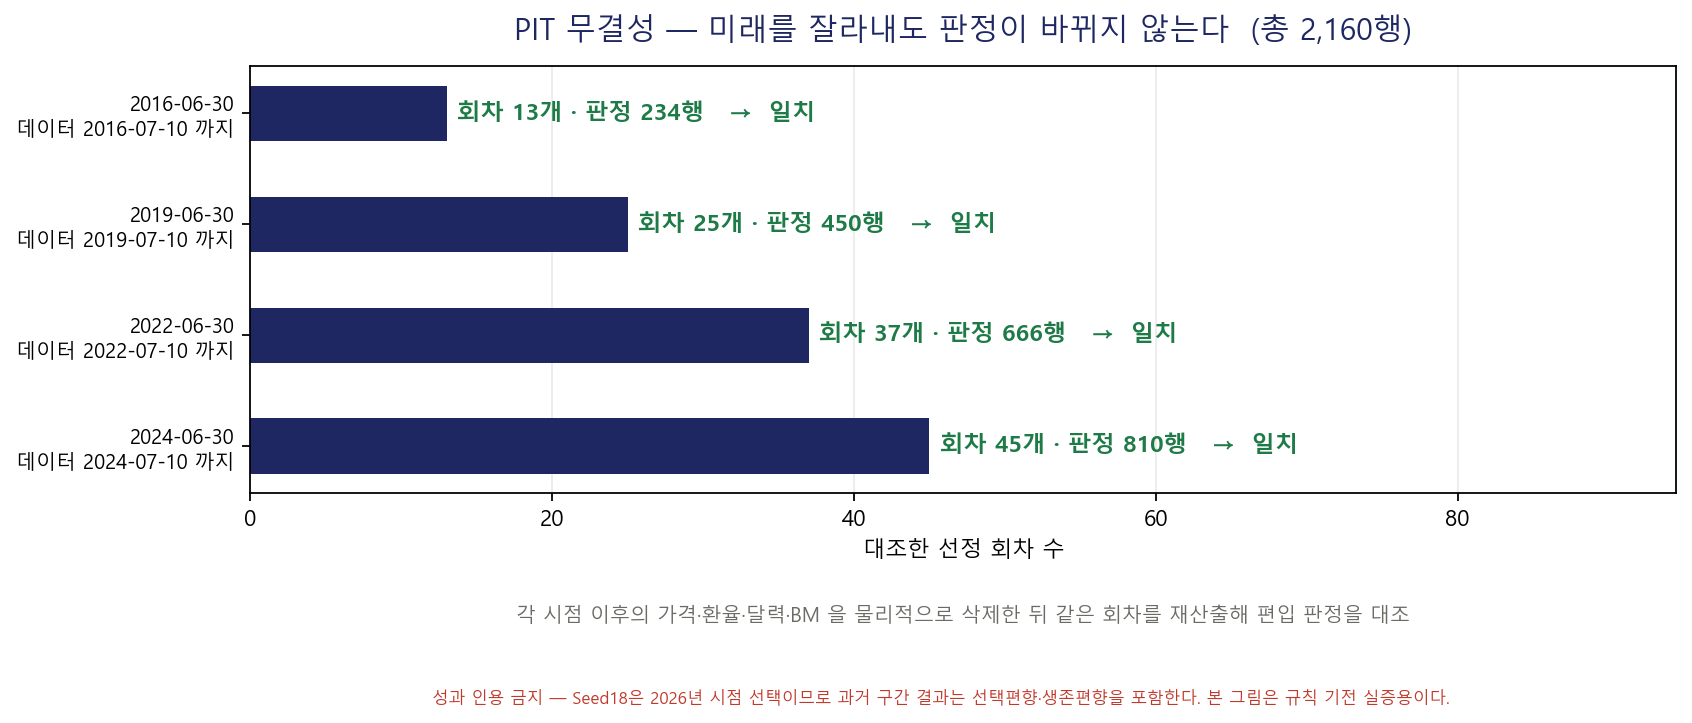 PIT 무결성 — 미래를 잘라내도 판정이 바뀌지 않는다 (총 2,160행)
2016-06-30
데이터 2016-07-10 까지
회차 13개 · 판정 234행 → 일치
2019-06-30
데이터 2019-07-10 까지
회차 25개 · 판정 450행 → 일치
2022-06-30
데이터 2022-07-10 까지
회차 37개 · 판정 666행 → 일치
2024-06-30
데이터 2024-07-10 까지
회차 45개 · 판정 810행 → 일치
0 20 40 60 80
대조한 선정 회차 수
각 시점 이후의 가격·환율·달력·BM 을 물리적으로 삭제한 뒤 같은 회차를 재산출해 편입 판정을 대조
성과 인용 금지 — Seed18은 2026년 시점 선택이므로 과거 구간 결과는 선택편향·생존편향을 포함한다. 본 그림은 규칙 기전 실증용이다.